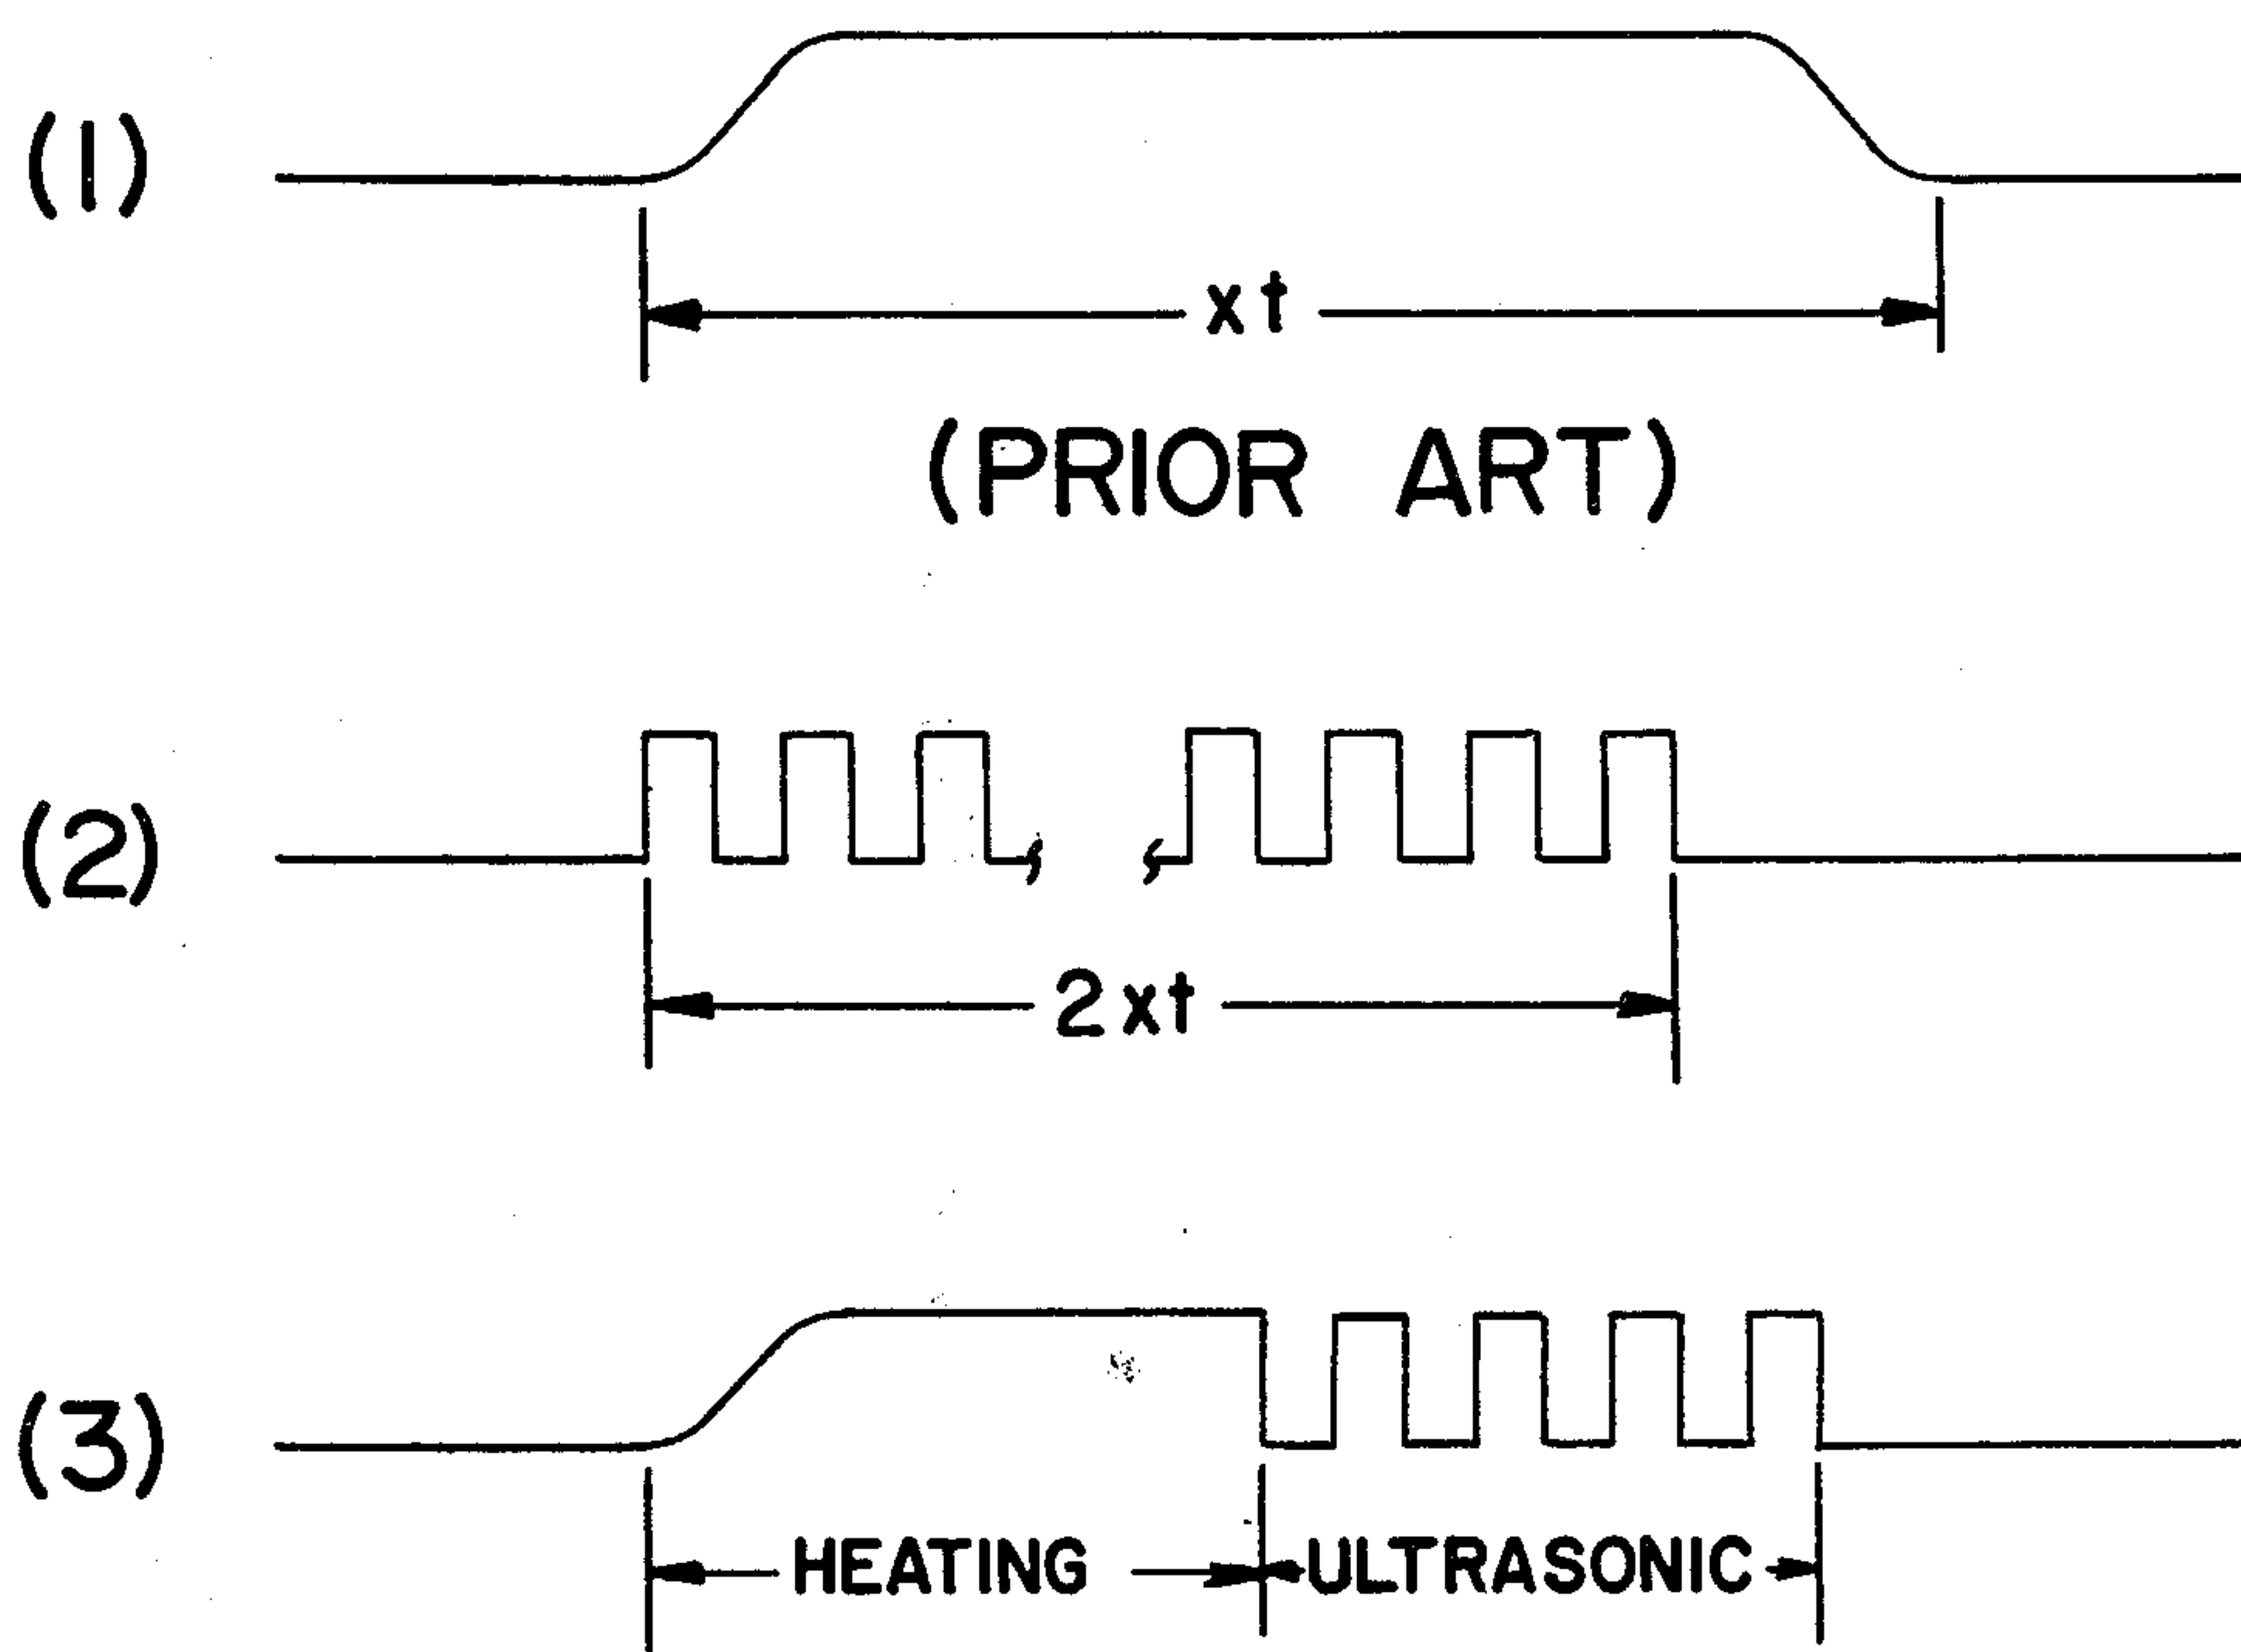 (1)
xt
(PRIOR ART)
(2)
2xt
(3)
HEATING
ULTRASONIC